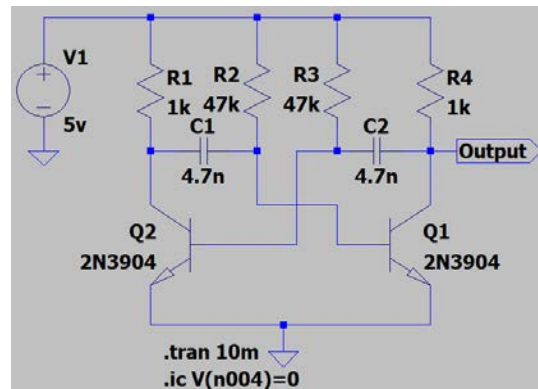 V1
5v
R1
1k
R2
47k
R3
47k
R4
1k
C1
4.7n
C2
4.7n
Output
Q2
2N3904
Q1
2N3904
.tran 10m
.ic V(n004)=0